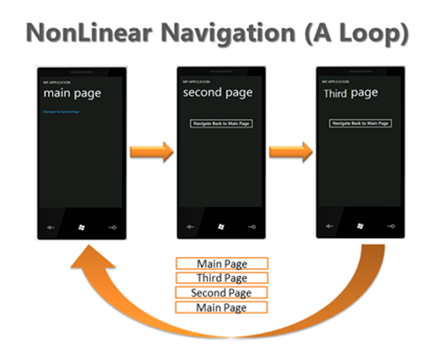 NonLinear Navigation (A Loop)
MY APPLICATION
main page
Navigate to Second Page
MY APPLICATION
second page
Navigate Back to Main Page
MY APPLICATION
Third page
Navigate Back to Main Page
Main Page
Third Page
Second Page
Main Page